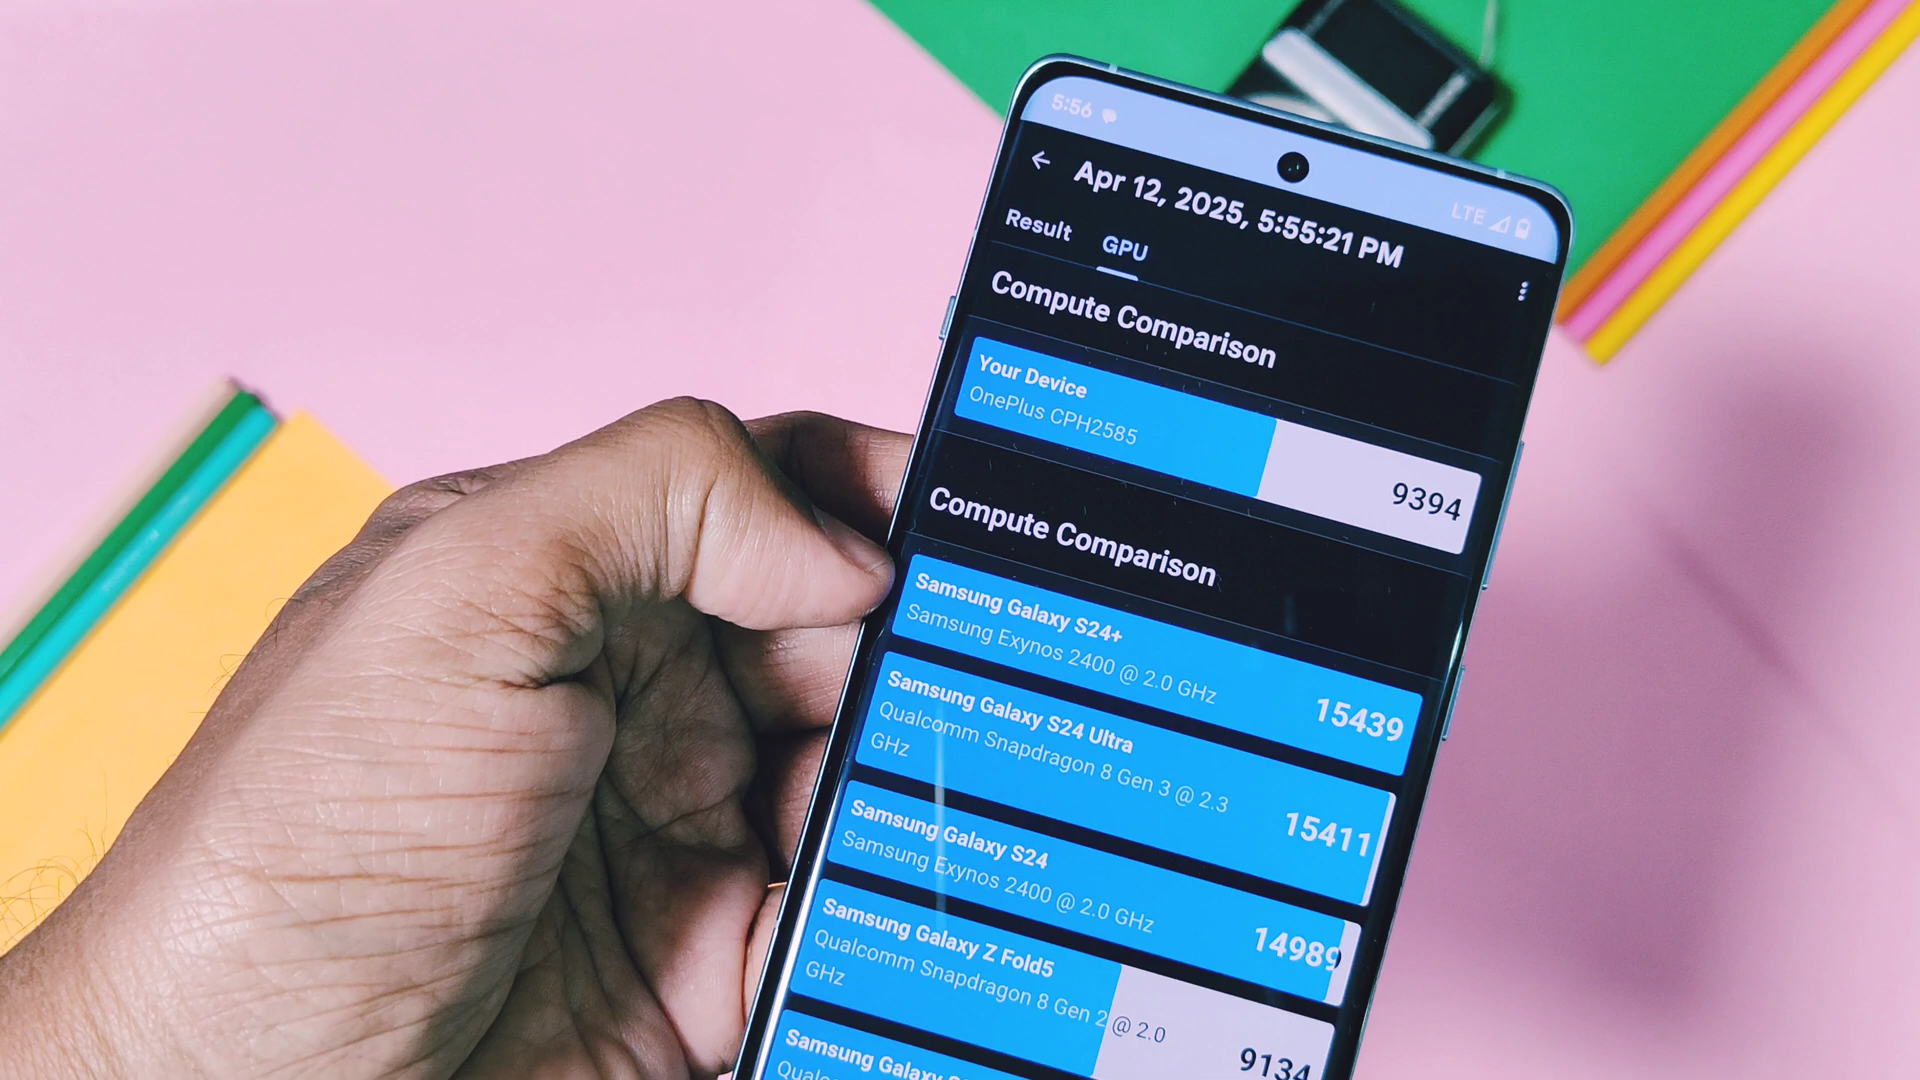 5:56
LTE
Apr 12, 2025, 5:55:21 PM
Result GPU
Compute Comparison
Your Device
OnePlus CPH2585
9394
Compute Comparison
Samsung Galaxy S24+
Samsung Exynos 2400 @ 2.0 GHz
15439
Samsung Galaxy S24 Ultra
Qualcomm Snapdragon 8 Gen 3 @ 2.3
GHz
15411
Samsung Galaxy S24
Samsung Exynos 2400 @ 2.0 GHz
14989
Samsung Galaxy Z Fold5
Qualcomm Snapdragon 8 Gen 2 @ 2.0
GHz
9134
Samsung Galaxy